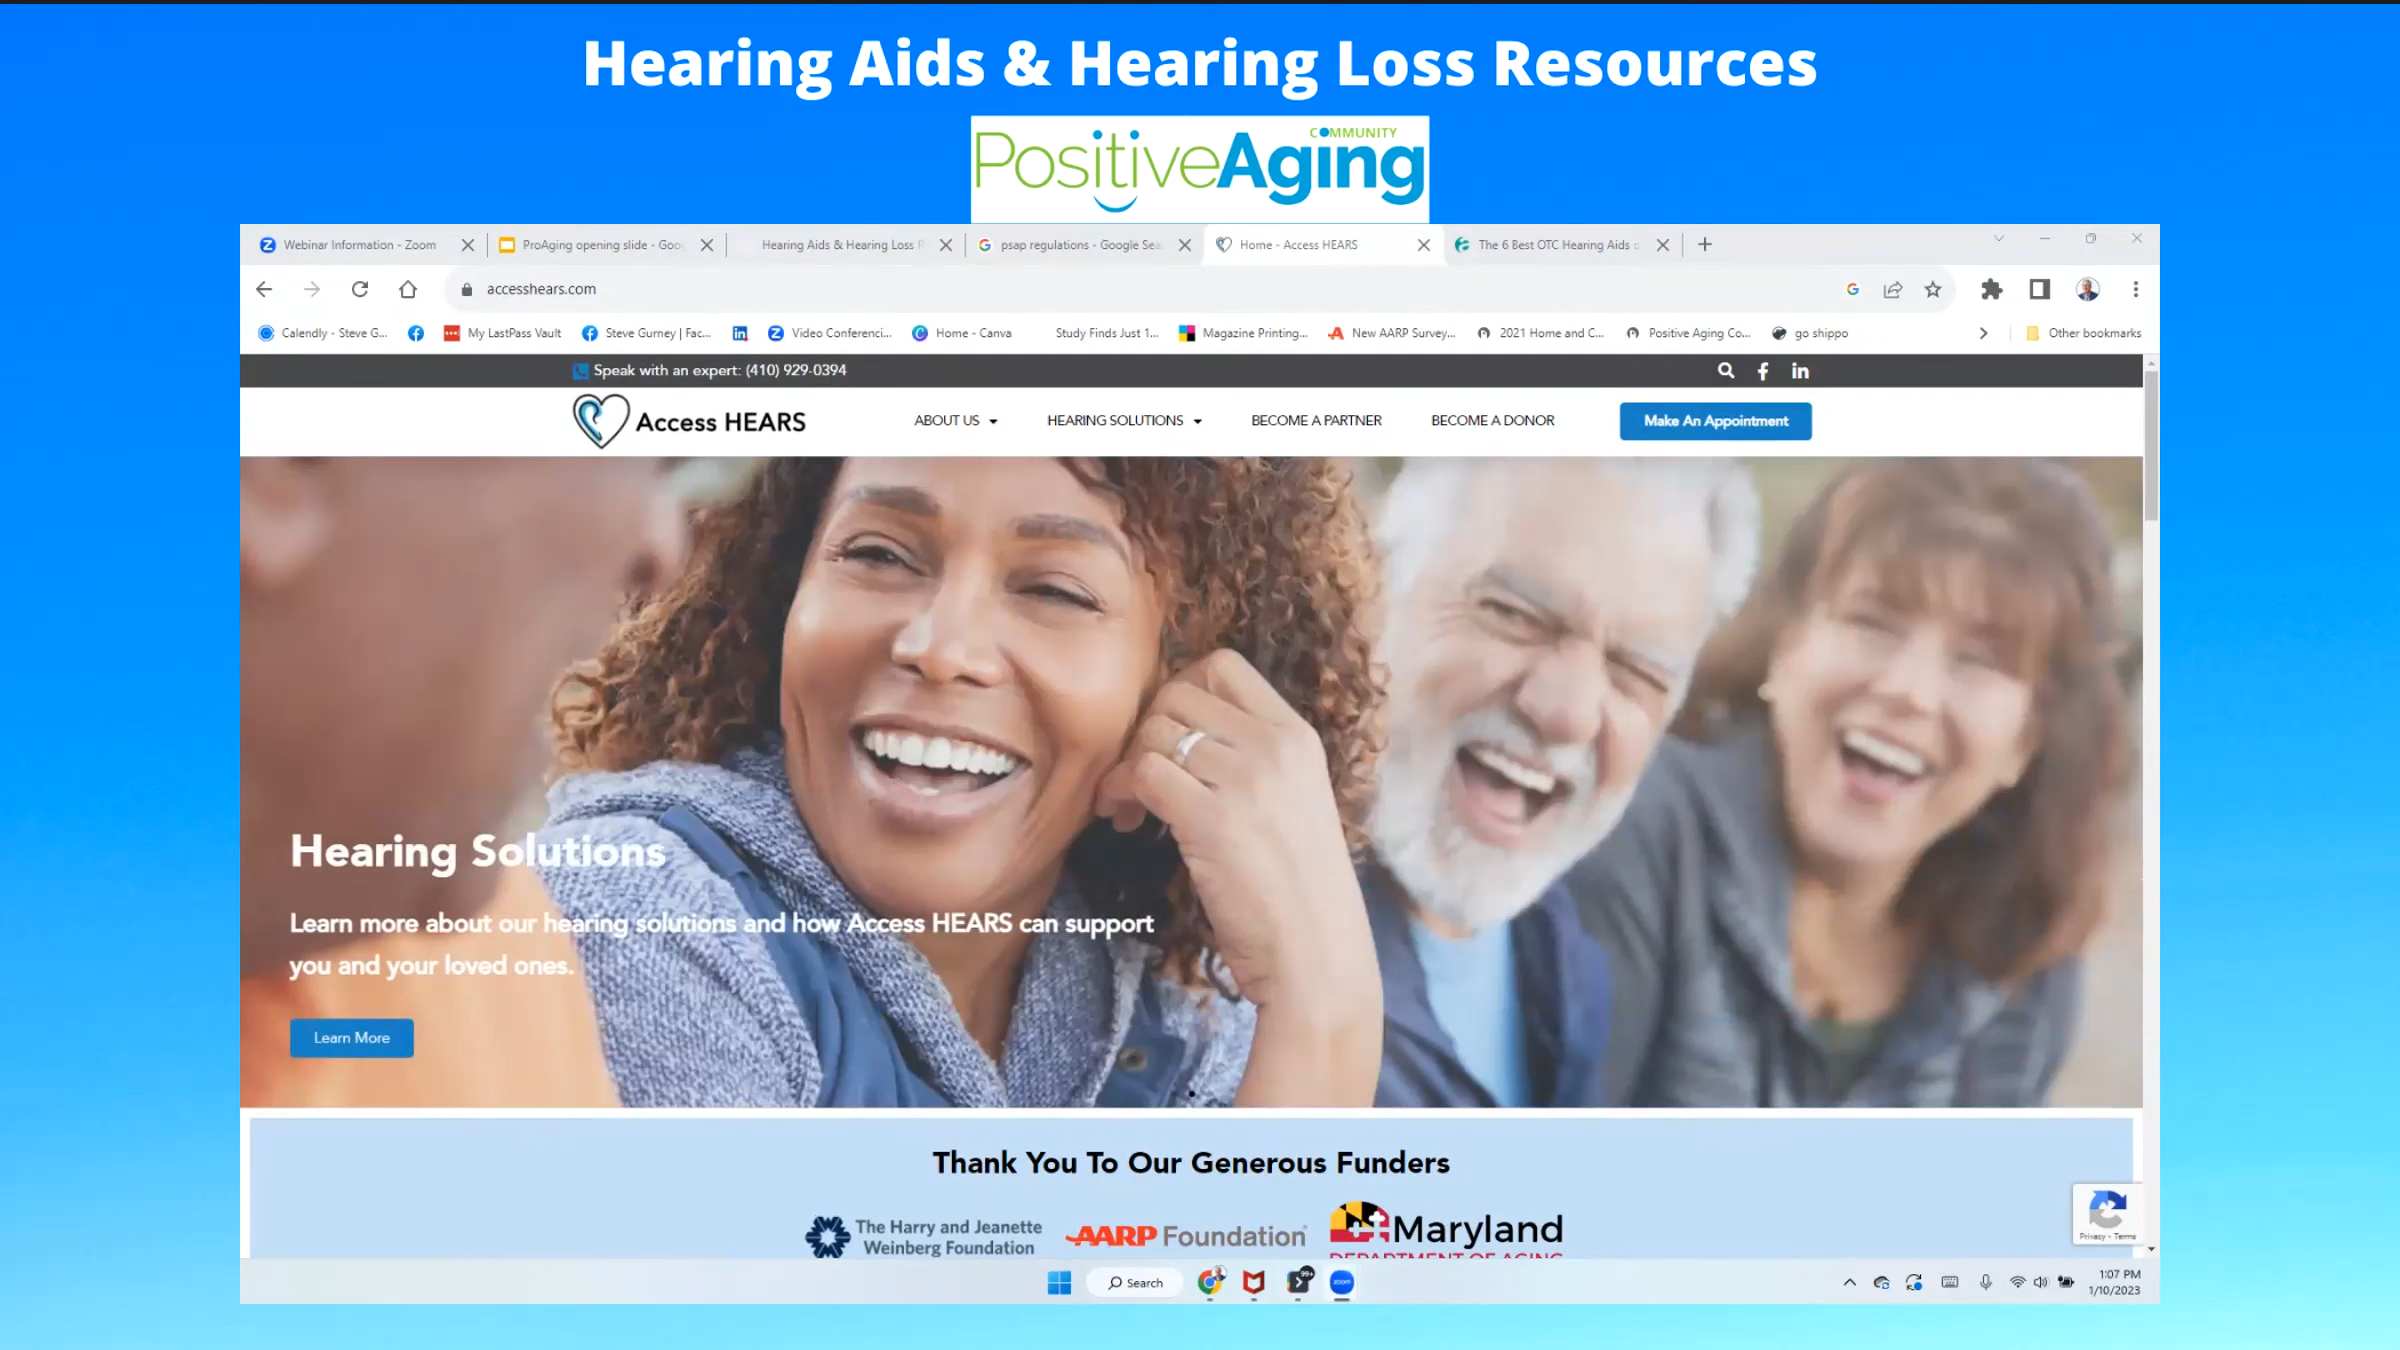 Hearing Aids & Hearing Loss Resources
COMMUNITY
PositiveAging
Webinar Information - Zoom
ProAging opening slide - Goo
Hearing Aids & Hearing Loss R
psap regulations - Google Sea
Home - Access HEARS
The 6 Best OTC Hearing Aids
accesshears.com
Calendly - Steve G...
My LastPass Vault
Steve Gurney | Fac...
Video Conferenci...
Home - Canva
Study Finds Just 1...
Magazine Printing...
New AARP Survey...
2021 Home and C...
Positive Aging Co...
go shippo
Other bookmarks
Speak with an expert: (410) 929-0394
Access HEARS
ABOUT US
HEARING SOLUTIONS
BECOME A PARTNER
BECOME A DONOR
Make An Appointment
Hearing Solutions
Learn more about our hearing solutions and how Access HEARS can support
you and your loved ones.
Learn More
Thank You To Our Generous Funders
The Harry and Jeanette
Weinberg Foundation
AARP Foundation
Maryland
DEPARTMENT OF AGING
Privacy - Terms
Search
99+
zoom
1:07 PM
1/10/2023